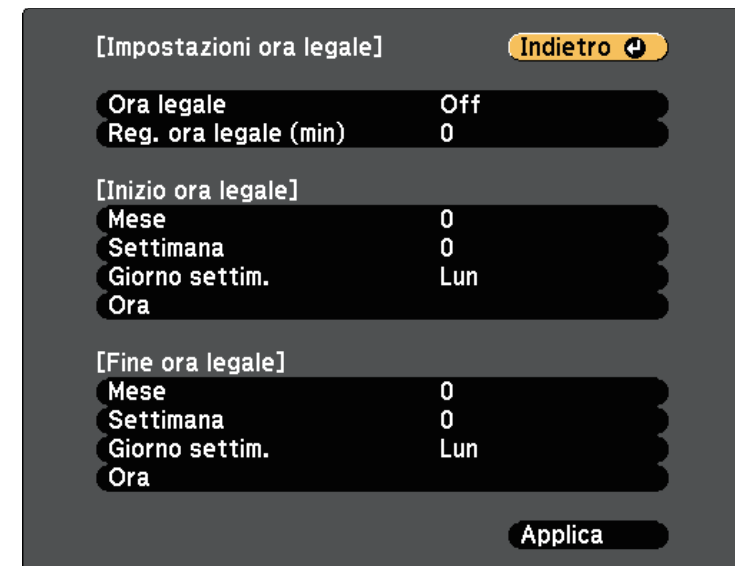 [Impostazioni ora legale] Indietro
Ora legale Off
Reg. ora legale (min) 0
[Inizio ora legale]
Mese 0
Settimana 0
Giorno settim. Lun
Ora
[Fine ora legale]
Mese 0
Settimana 0
Giorno settim. Lun
Ora
Applica